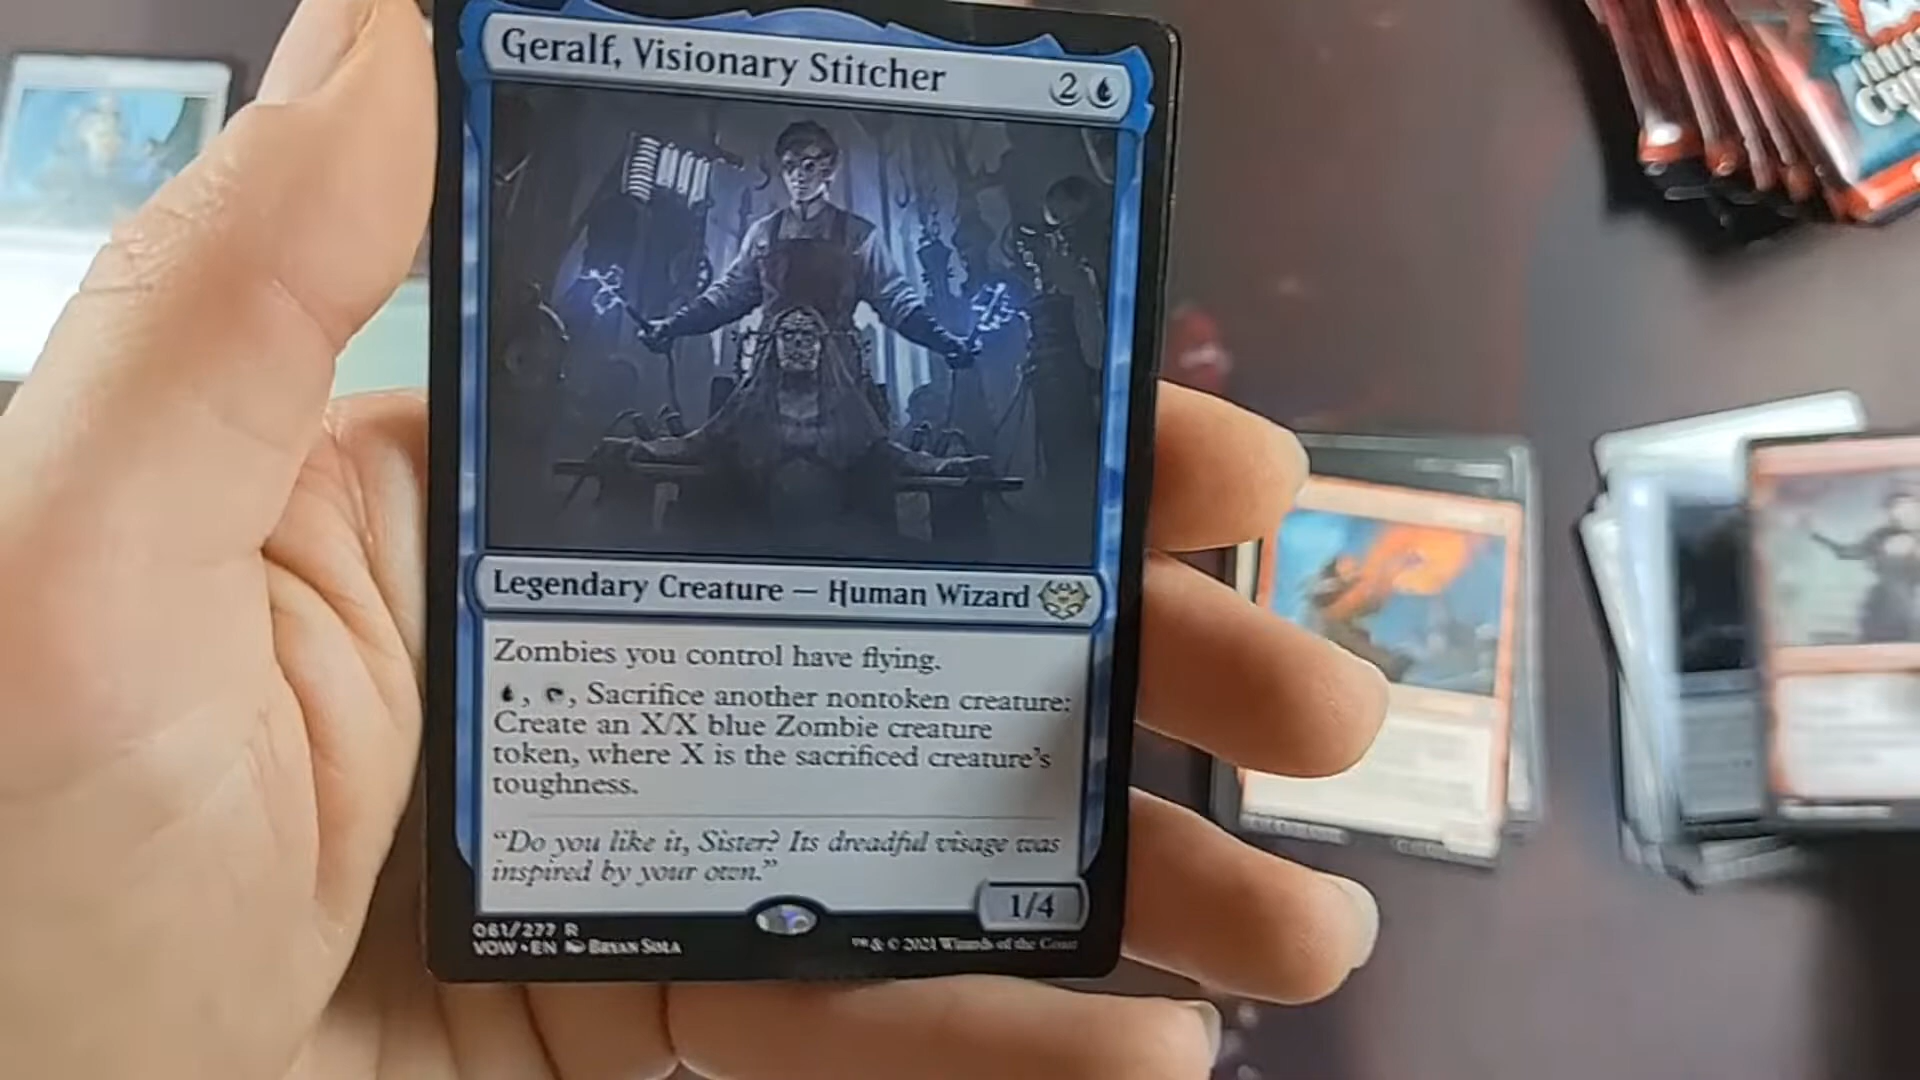 Geralf, Visionary Stitcher 2
Legendary Creature — Human Wizard
Zombies you control have flying.
, , Sacrifice another nontoken creature:
Create an X/X blue Zombie creature
token, where X is the sacrificed creature's
toughness.
“Do you like it, Sister? Its dreadful visage was
inspired by your own.”
1/4
061/277 R
VOW • EN BRYAN SOLA
™ & © 2021 Wizards of the Coast